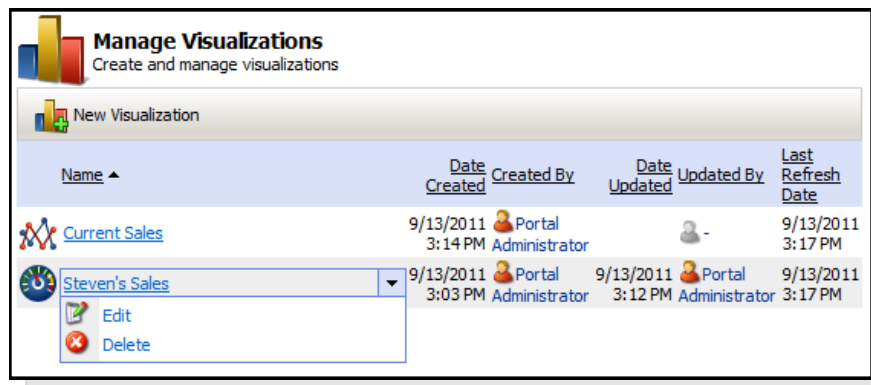 Manage Visualizations
Create and manage visualizations
New Visualization
Name Date Created Created By Date Updated Updated By Last Refresh Date
Current Sales 9/13/2011 3:14 PM Portal Administrator - 9/13/2011 3:17 PM
Steven's Sales 9/13/2011 3:03 PM Portal Administrator 9/13/2011 3:12 PM Portal Administrator 9/13/2011 3:17 PM
Edit
Delete